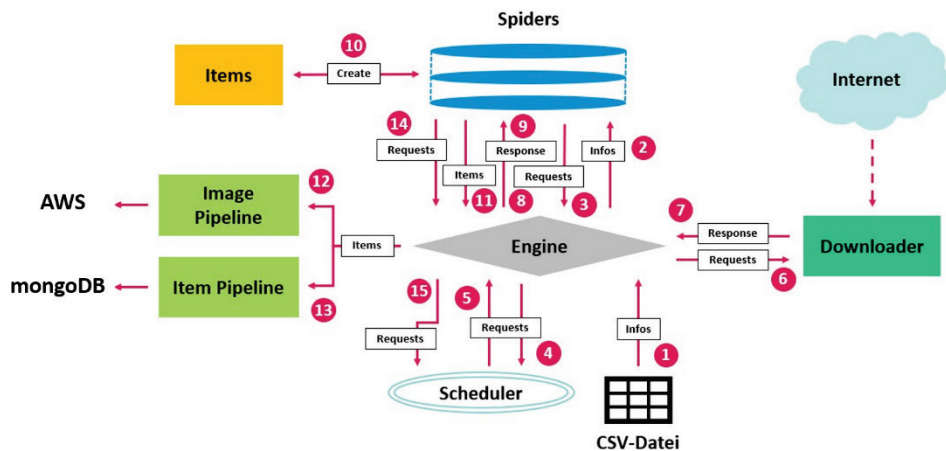 Spiders
10
Items
Create
Internet
14
9
Requests
Response
Infos
2
Items
Requests
11
8
3
12
AWS
Image
Pipeline
7
Items
Engine
Response
Downloader
Requests
6
mongoDB
Item Pipeline
13
15
5
Requests
Requests
Infos
4
1
Scheduler
CSV-Datei